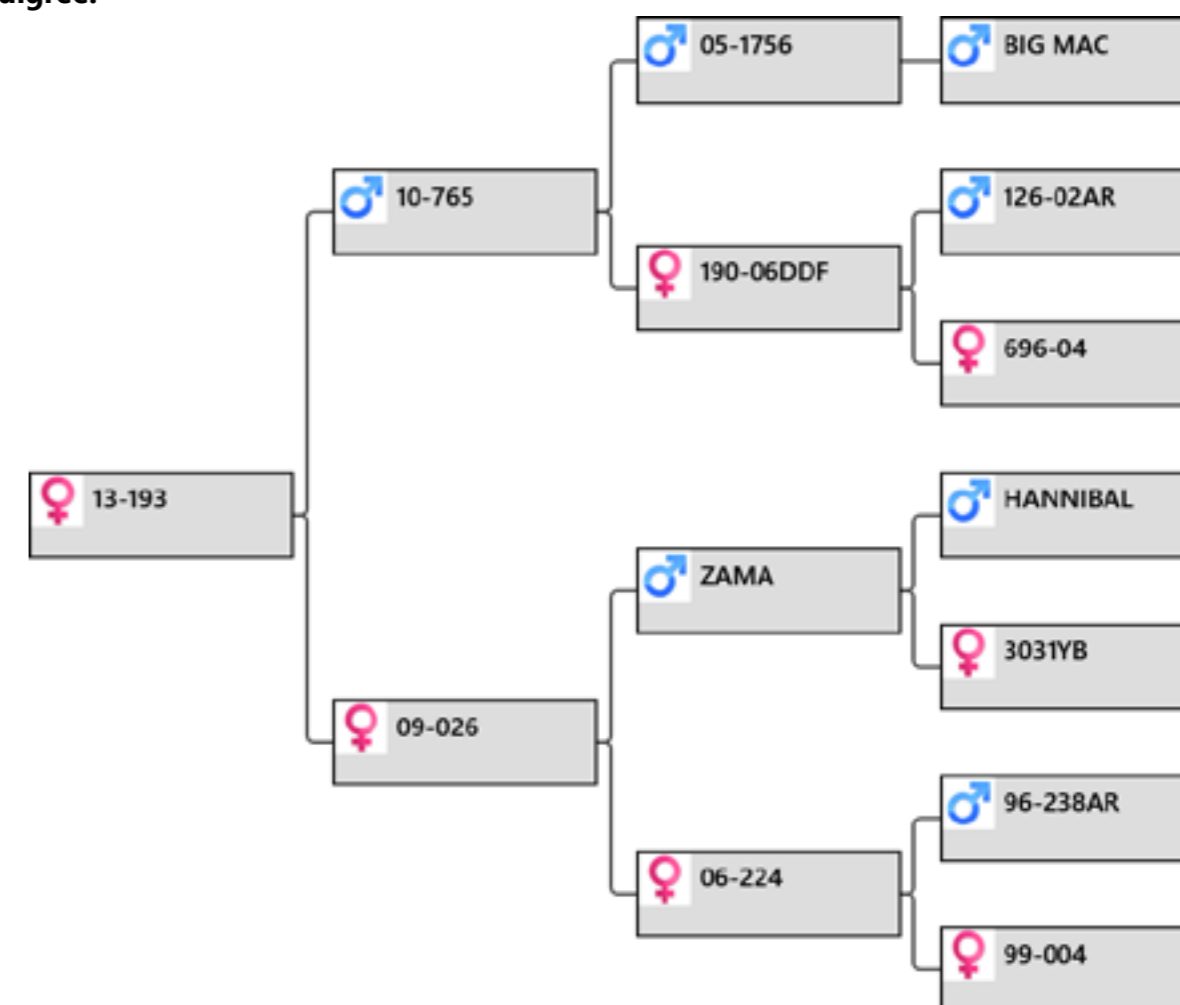 05-1756
BIG MAC
10-765
126-02AR
190-06DDF
696-04
13-193
HANNIBAL
ZAMA
3031YB
09-026
96-238AR
06-224
99-004